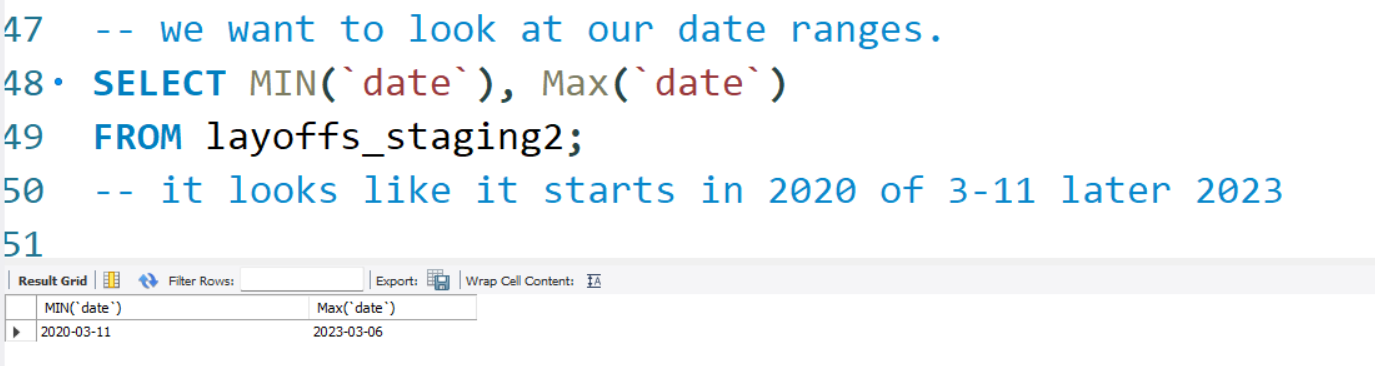 47 -- we want to look at our date ranges.
48 SELECT MIN(`date`), Max(`date`)
49 FROM layoffs_staging2;
50 -- it looks like it starts in 2020 of 3-11 later 2023
51
Result Grid Filter Rows: Export: Wrap Cell Content: IA
MIN(`date`) Max(`date`)
2020-03-11 2023-03-06